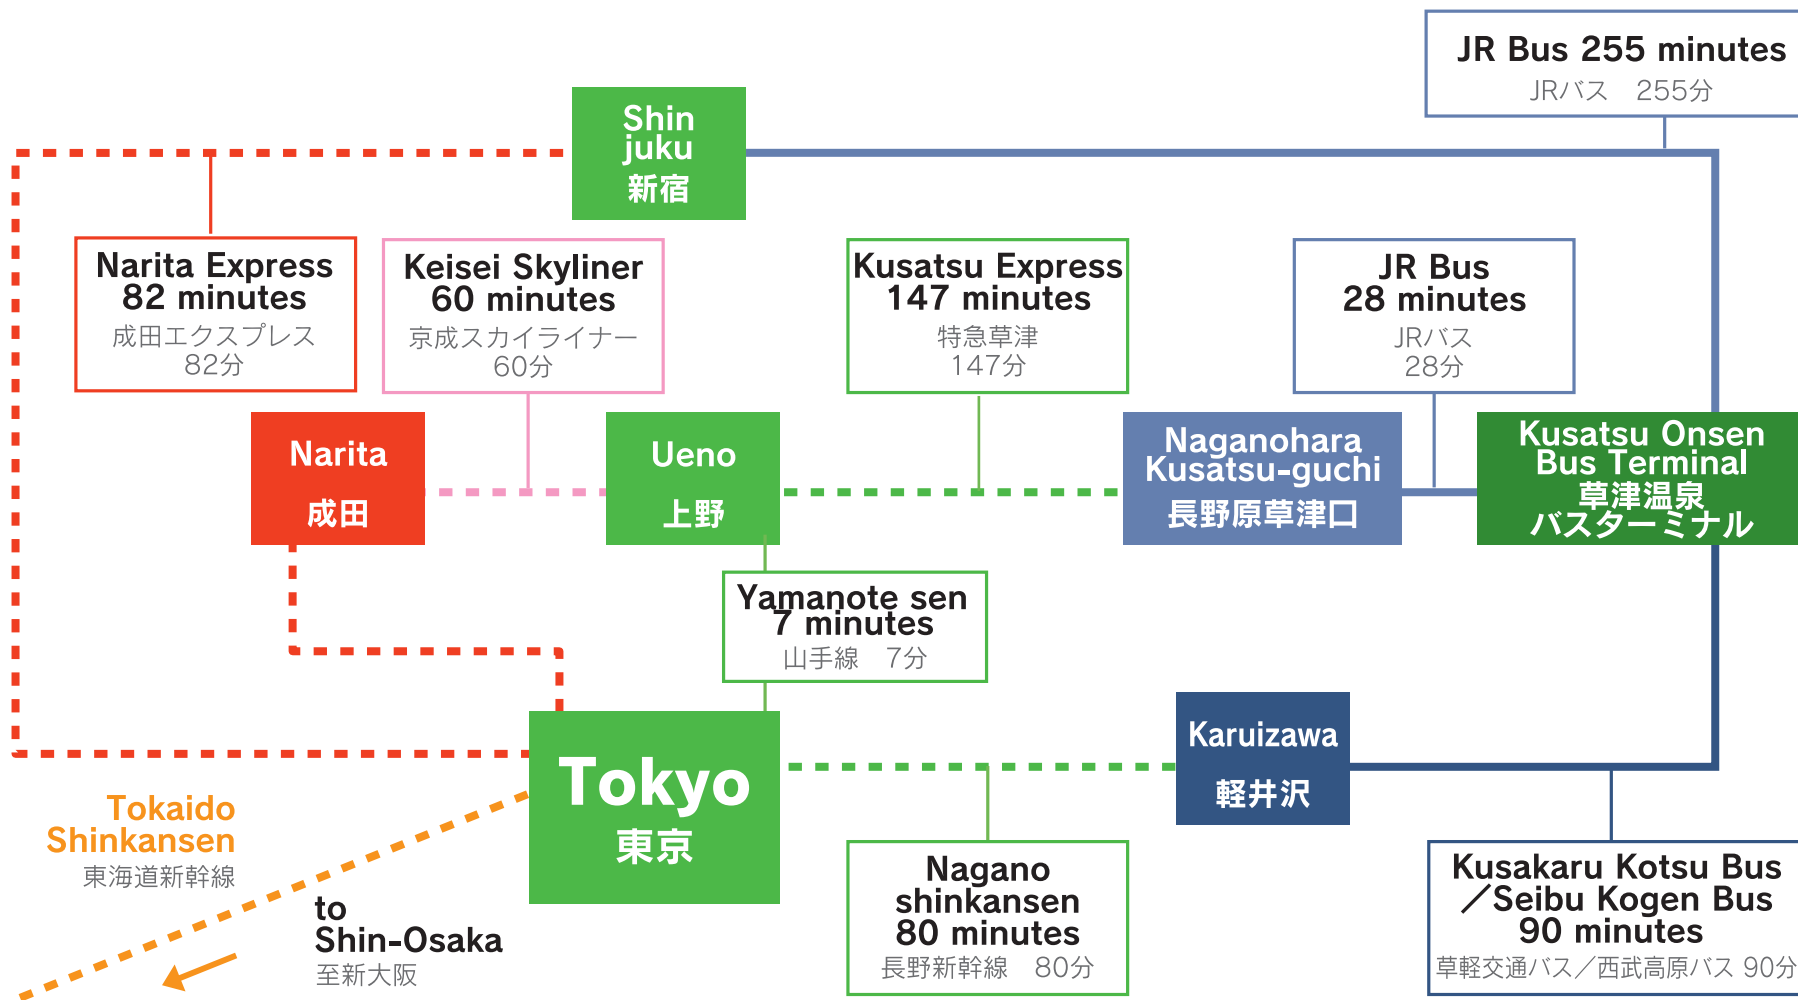 JR Bus 255 minutes
JRバス　255分
Shin
juku
新宿
Narita Express
82 minutes
成田エクスプレス
82分
Keisei Skyliner
60 minutes
京成スカイライナー
60分
Kusatsu Express
147 minutes
特急草津
147分
JR Bus
28 minutes
JRバス
28分
Narita
成田
Ueno
上野
Naganohara
Kusatsu-guchi
長野原草津口
Kusatsu Onsen
Bus Terminal
草津温泉
バスターミナル
Yamanote sen
7 minutes
山手線　7分
Tokyo
東京
Karuizawa
軽井沢
Tokaido
Shinkansen
東海道新幹線
to
Shin-Osaka
至新大阪
Nagano
shinkansen
80 minutes
長野新幹線　80分
Kusakaru Kotsu Bus
／Seibu Kogen Bus
90 minutes
草軽交通バス／西武高原バス 90分